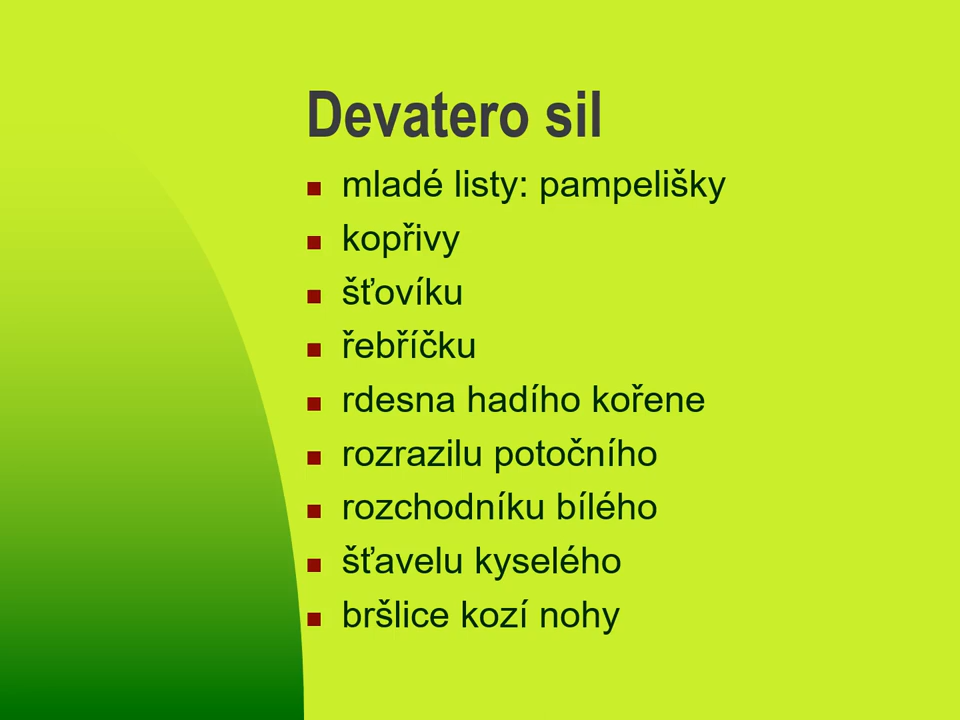 Devatero sil
mladé listy: pampelišky
kopřivy
šťovíku
řebříčku
rdesna hadího kořene
rozrazilu potočního
rozchodníku bílého
šťavelu kyselého
bršlice kozí nohy